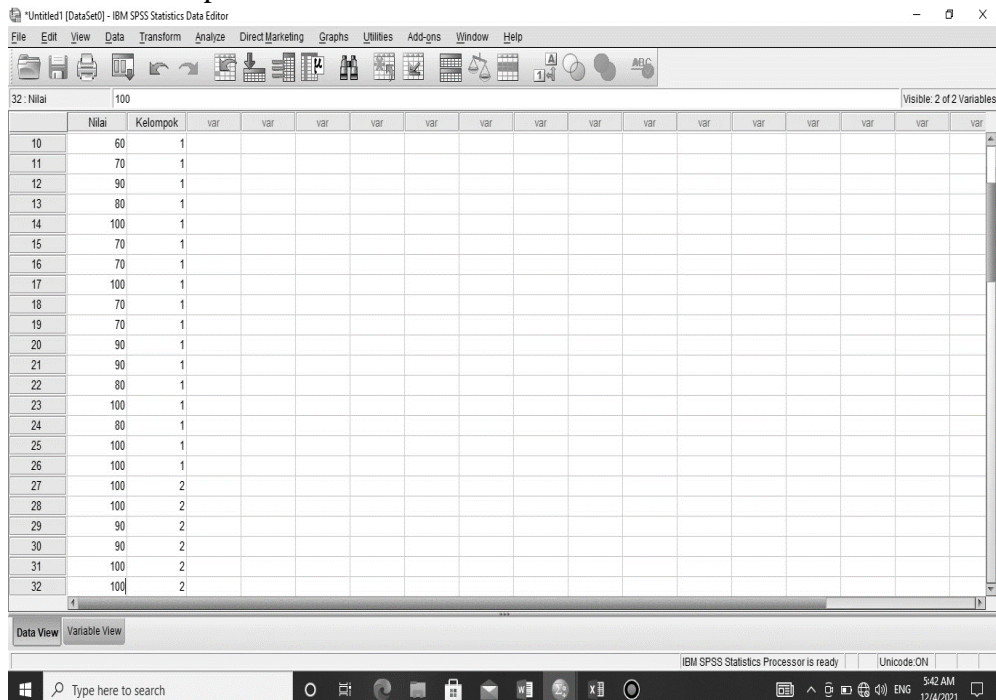 *Untitled1 [DataSet0] - IBM SPSS Statistics Data Editor
File Edit View Data Transform Analyze Direct Marketing Graphs Utilities Add-ons Window Help
32 : Nilai 100 Visible: 2 of 2 Variables
Nilai Kelompok var var var var var var var var var var var var var var var
10 60 1
11 70 1
12 90 1
13 80 1
14 100 1
15 70 1
16 70 1
17 100 1
18 70 1
19 70 1
20 90 1
21 90 1
22 80 1
23 100 1
24 80 1
25 100 1
26 100 1
27 100 2
28 100 2
29 90 2
30 90 2
31 100 2
32 100 2
Data View Variable View
IBM SPSS Statistics Processor is ready Unicode:ON
Type here to search ENG 5:42 AM
12/4/2021